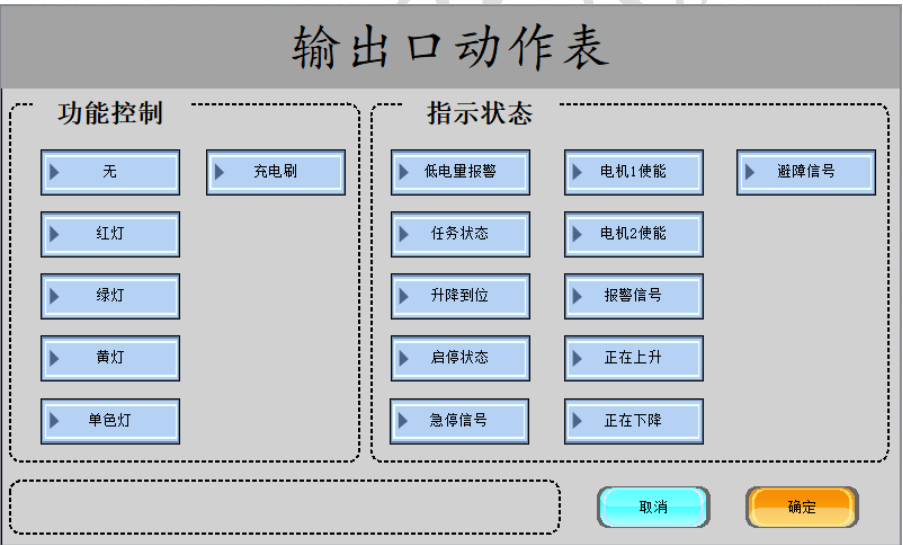 输出口动作表
功能控制
指示状态
无
充电刷
低电量报警
电机1使能
避障信号
红灯
任务状态
电机2使能
绿灯
升降到位
报警信号
黄灯
启停状态
正在上升
单色灯
急停信号
正在下降
取消
确定